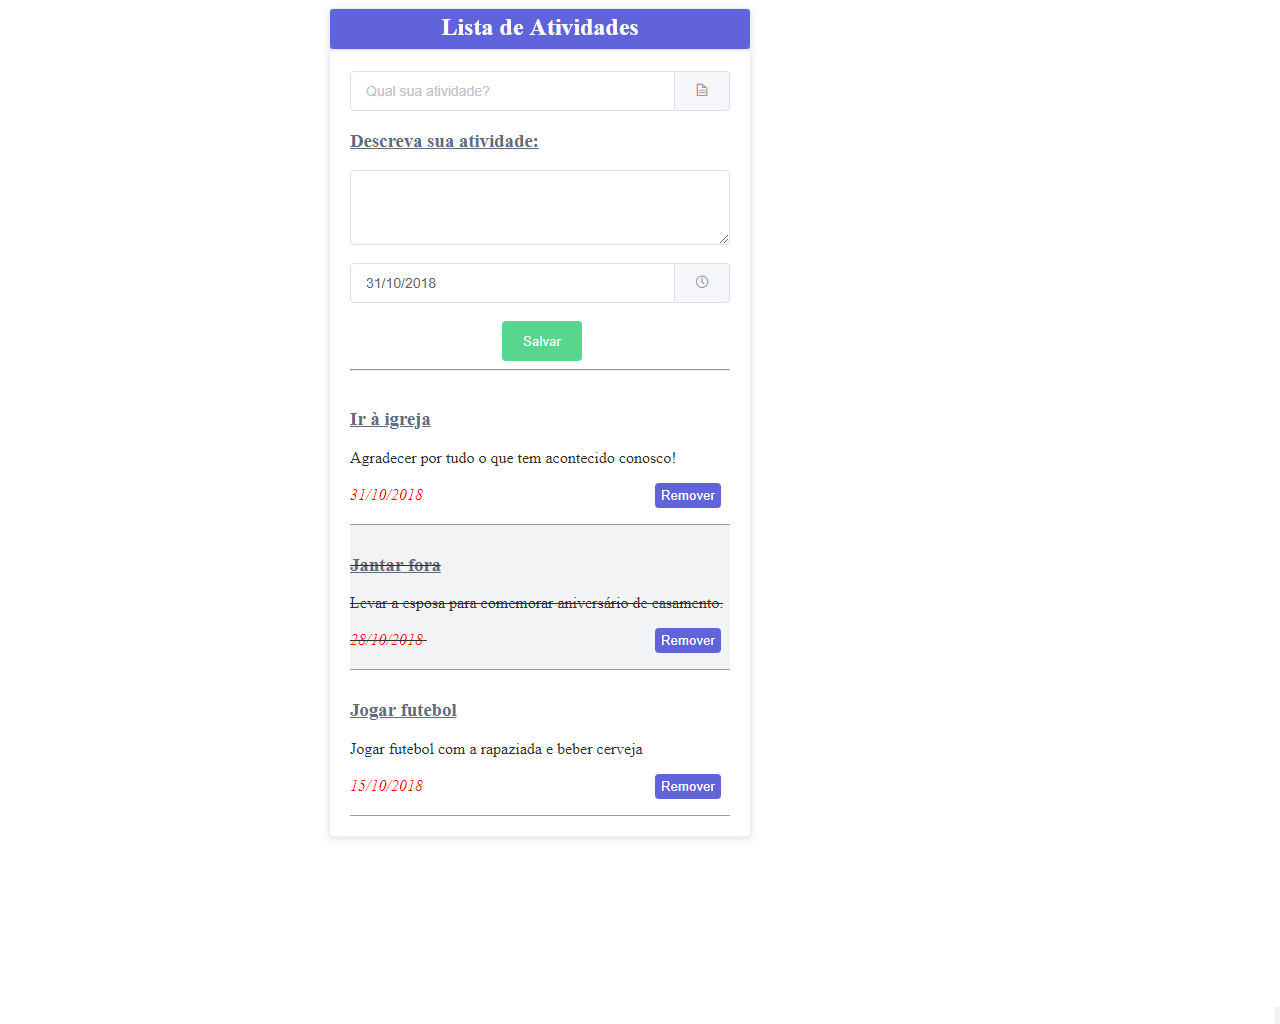 Lista de Atividades
Qual sua atividade?
Descreva sua atividade:
31/10/2018
Salvar
Ir à igreja
Agradecer por tudo o que tem acontecido conosco!
31/10/2018 Remover
Jantar fora
Levar a esposa para comemorar aniversário de casamento.
28/10/2018 Remover
Jogar futebol
Jogar futebol com a rapaziada e beber cerveja
15/10/2018 Remover